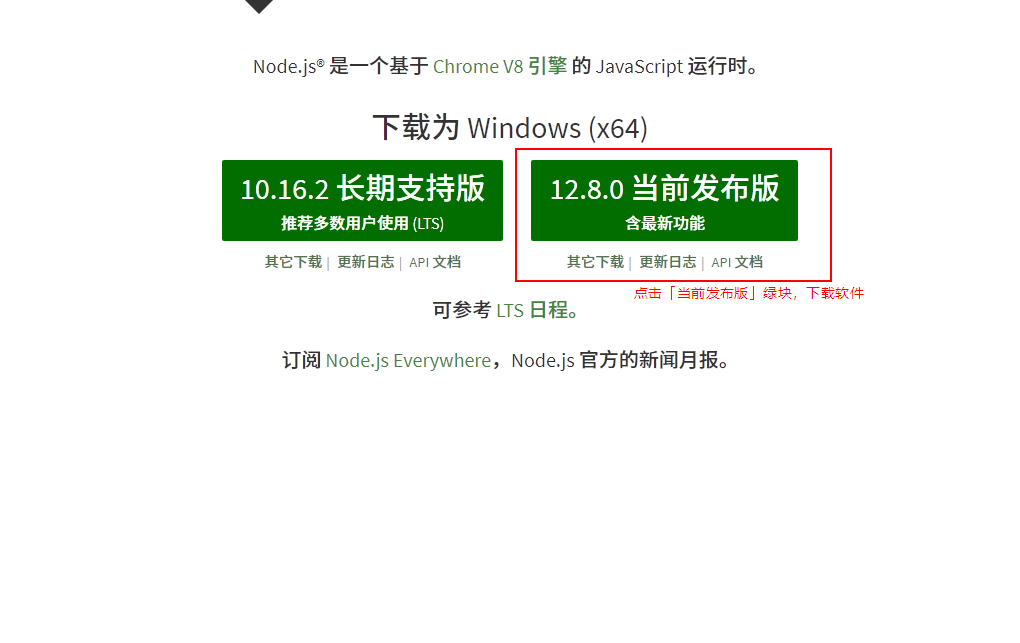 Node.js® 是一个基于 Chrome V8 引擎 的 JavaScript 运行时。
下载为 Windows (x64)
10.16.2 长期支持版
推荐多数用户使用 (LTS)
其它下载 | 更新日志 | API 文档
12.8.0 当前发布版
含最新功能
其它下载 | 更新日志 | API 文档
点击「当前发布版」绿块，下载软件
可参考 LTS 日程。
订阅 Node.js Everywhere，Node.js 官方的新闻月报。